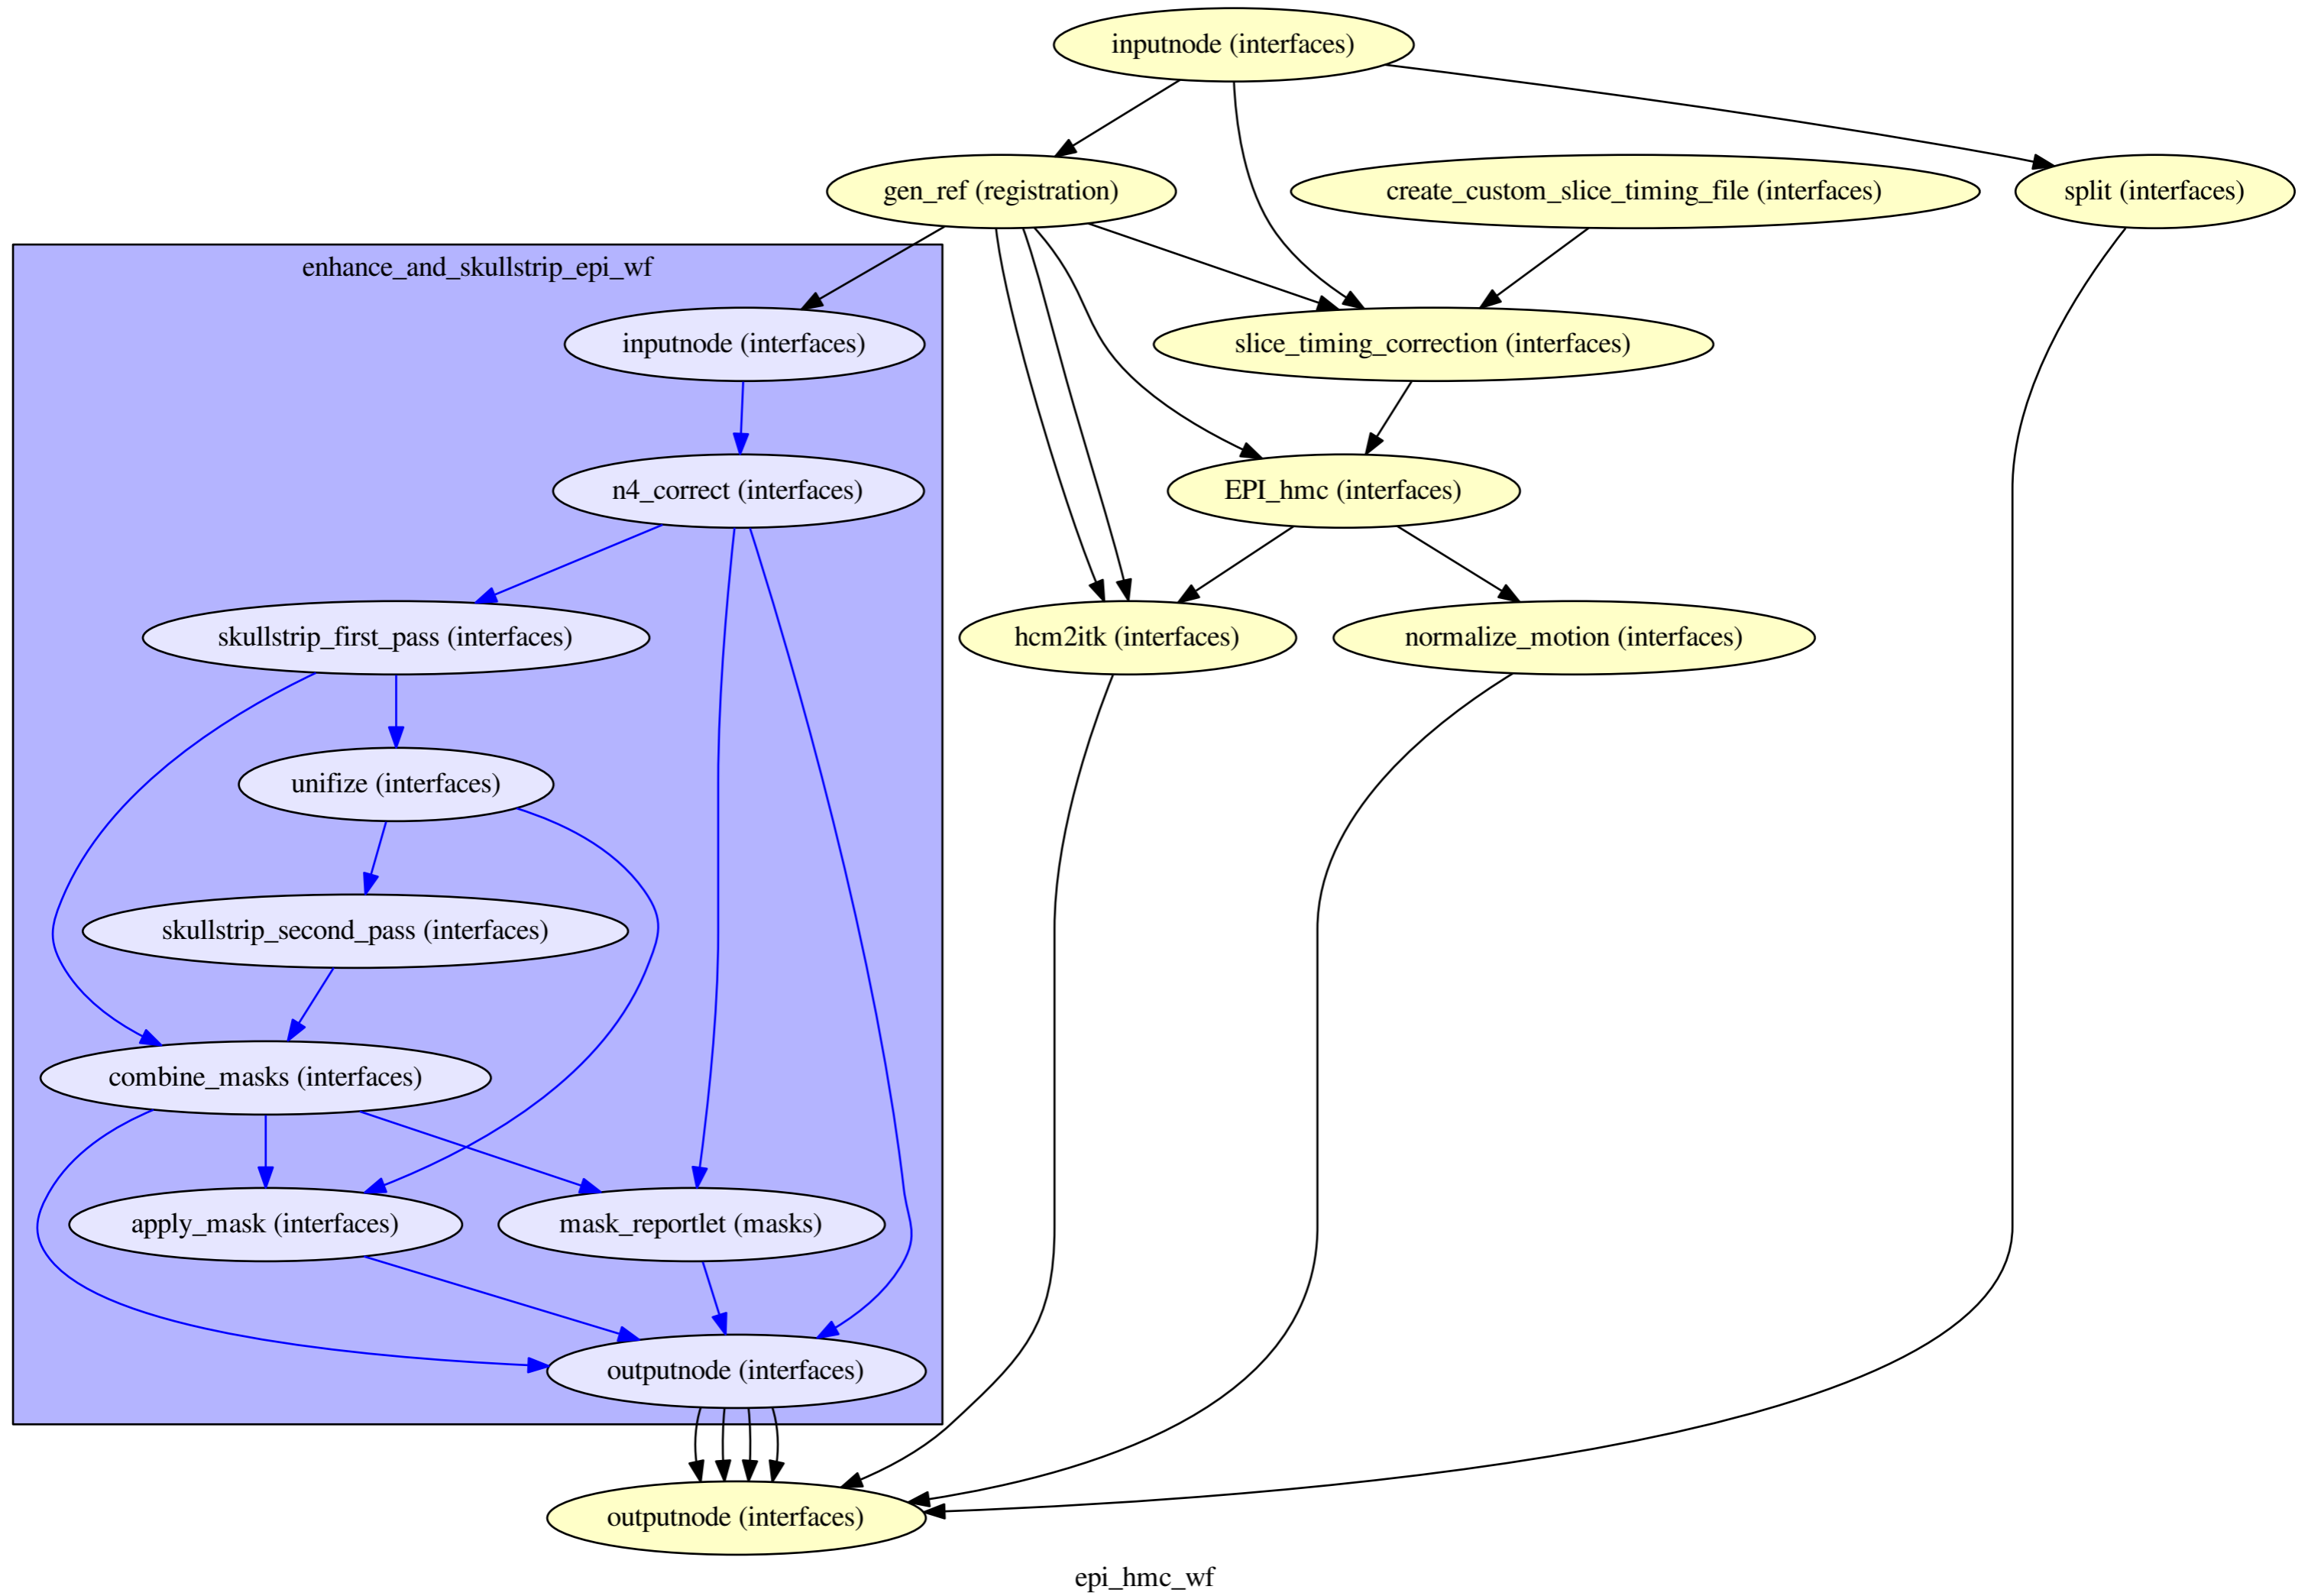 inputnode (interfaces)
gen_ref (registration)
create_custom_slice_timing_file (interfaces)
split (interfaces)
enhance_and_skullstrip_epi_wf
inputnode (interfaces)
slice_timing_correction (interfaces)
n4_correct (interfaces)
EPI_hmc (interfaces)
skullstrip_first_pass (interfaces)
hcm2itk (interfaces)
normalize_motion (interfaces)
unifize (interfaces)
skullstrip_second_pass (interfaces)
combine_masks (interfaces)
apply_mask (interfaces)
mask_reportlet (masks)
outputnode (interfaces)
outputnode (interfaces)
epi_hmc_wf